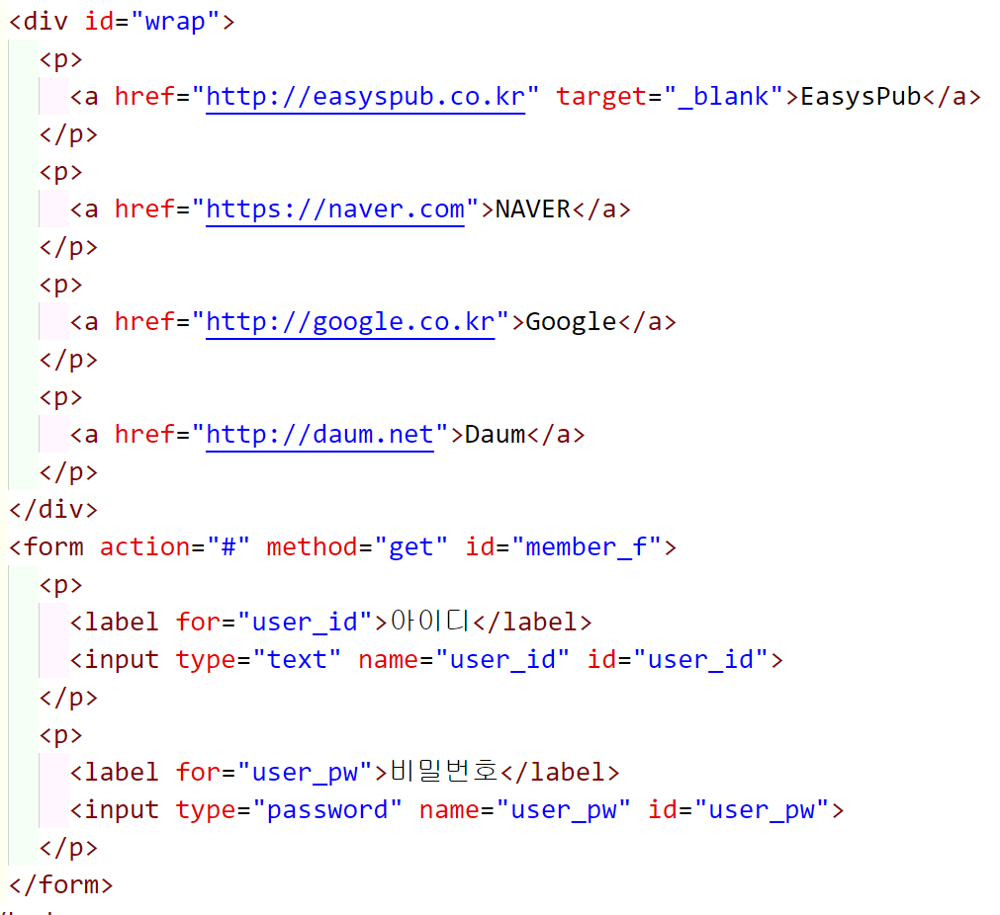 <div id="wrap">
<p>
<a href="http://easyspub.co.kr" target="_blank">EasysPub</a>
</p>
<p>
<a href="https://naver.com">NAVER</a>
</p>
<p>
<a href="http://google.co.kr">Google</a>
</p>
<p>
<a href="http://daum.net">Daum</a>
</p>
</div>
<form action="#" method="get" id="member_f">
<p>
<label for="user_id">아이디</label>
<input type="text" name="user_id" id="user_id">
</p>
<p>
<label for="user_pw">비밀번호</label>
<input type="password" name="user_pw" id="user_pw">
</p>
</form>